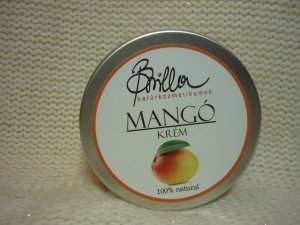 Brilla
natúrkozmetikumok
MANGÓ
KRÉM
100% natural